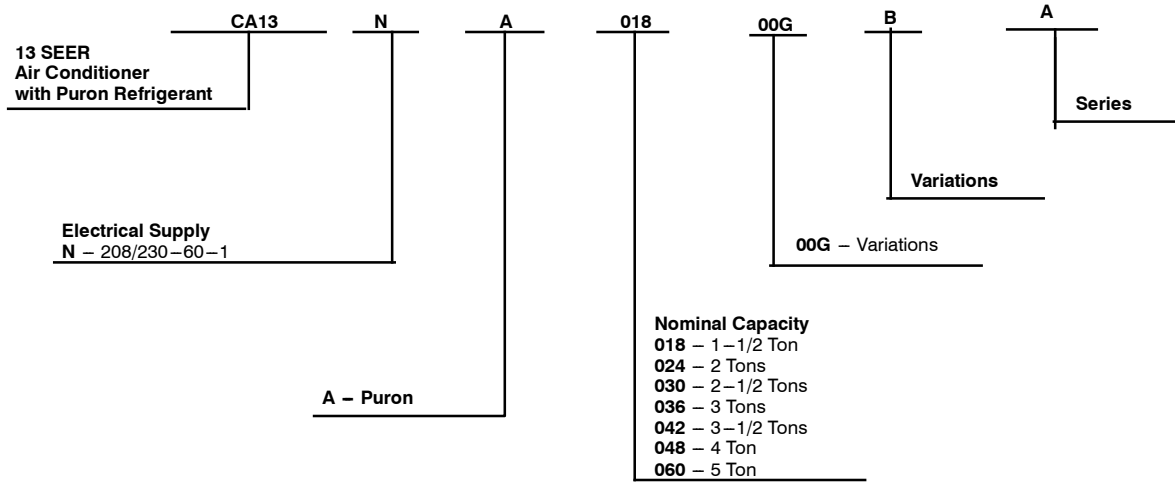 CA13 N A 018 00G B A
13 SEER
Air Conditioner
with Puron Refrigerant
Series
Variations
Electrical Supply
N – 208/230–60–1
00G – Variations
Nominal Capacity
018 – 1–1/2 Ton
024 – 2 Tons
030 – 2–1/2 Tons
036 – 3 Tons
042 – 3–1/2 Tons
048 – 4 Ton
060 – 5 Ton
A – Puron